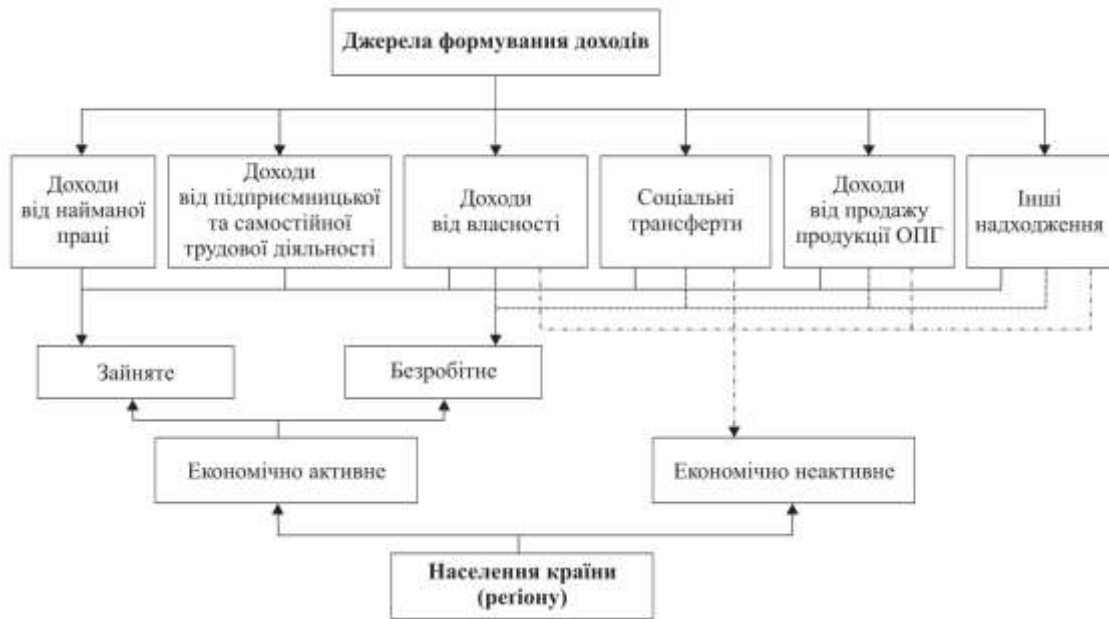 Джерела формування доходів
Доходи
від найманої
праці
Доходи
від підприємницької
та самостійної
трудової діяльності
Доходи
від власності
Соціальні
трансферти
Доходи
від продажу
продукції ОПГ
Інші
надходження
Зайняте
Безробітне
Економічно активне
Економічно неактивне
Населення країни
(регіону)